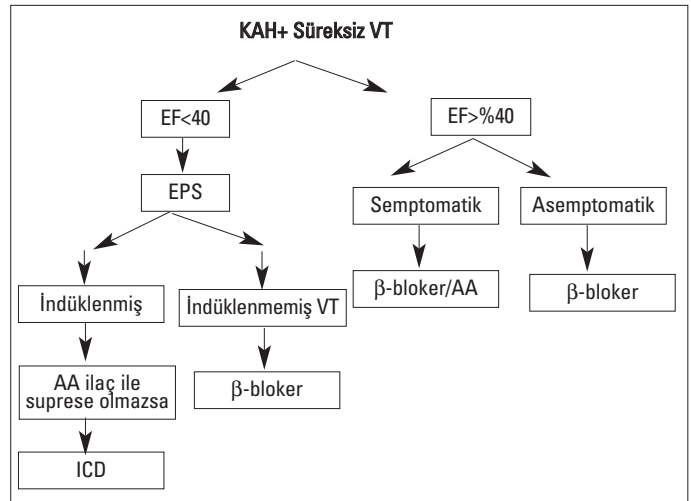 KAH+ Süreksiz VT
EF<40
EF>%40
EPS
Semptomatik
Asemptomatik
İndüklenmiş
İndüklenmemiş VT
β-bloker/AA
β-bloker
AA ilaç ile
suprese olmazsa
β-bloker
ICD